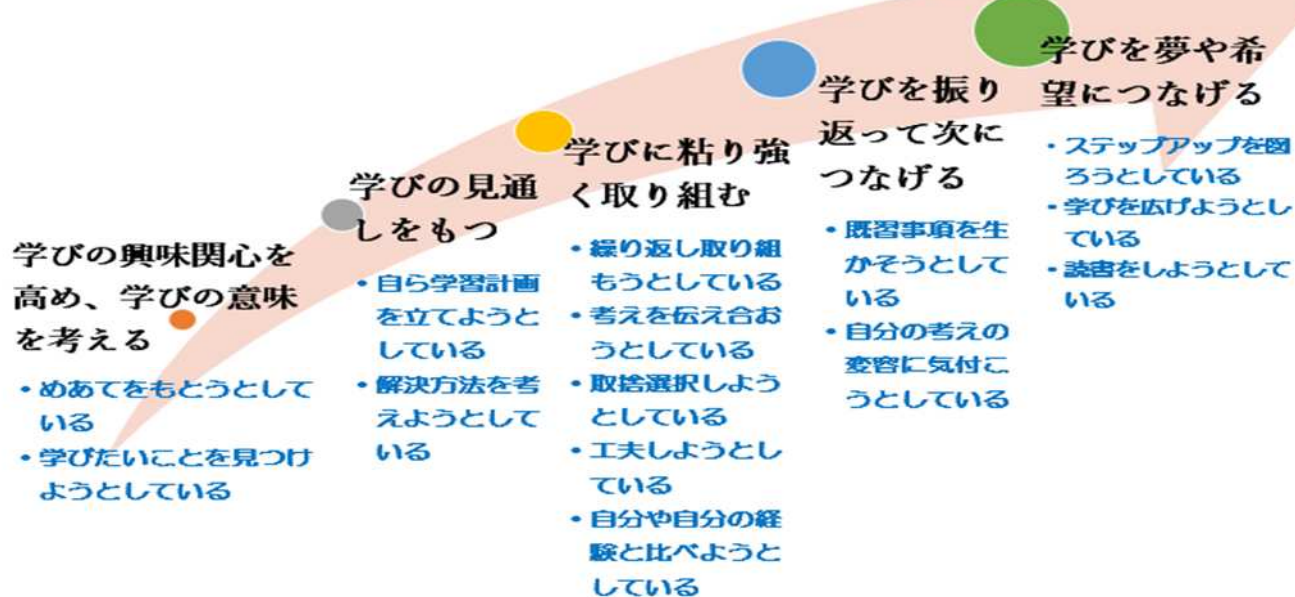 学びの興味関心を
高め、学びの意味
を考える
・めあてをもとうとして
いる
・学びたいことを見つけ
ようとしている
学びの見通
しをもつ
・自ら学習計画
を立てようと
している
・解決方法を考
えようとして
いる
学びに粘り強
く取り組む
・繰り返し取り組
もうとしている
・考えを伝え合お
うとしている
・取捨選択しよう
としている
・工夫しようとし
ている
・自分や自分の経
験と比べようと
している
学びを振り
返って次に
つなげる
・既習事項を生
かそうとして
いる
・自分の考えの
変容に気付こ
うとしている
学びを夢や希
望につなげる
・ステップアップを図
ろうとしている
・学びを広げようとし
ている
・読書をしようとして
いる